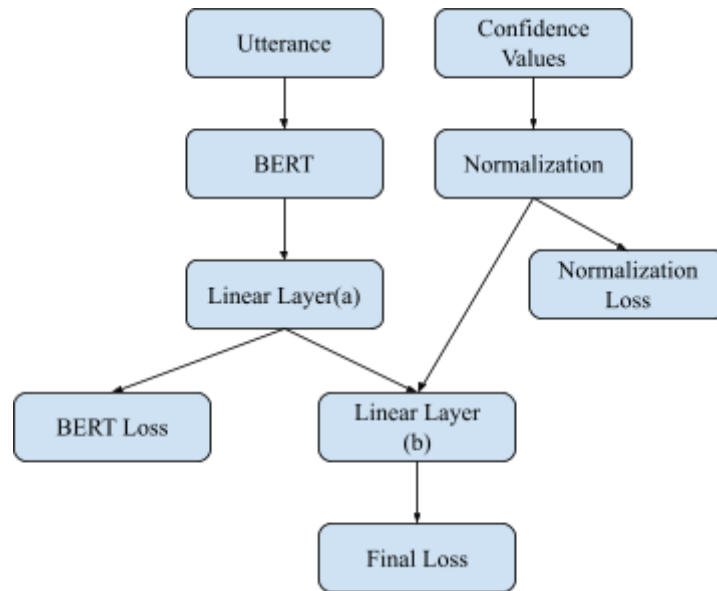 Utterance
Confidence
Values
BERT
Normalization
Linear Layer(a)
Normalization
Loss
BERT Loss
Linear Layer
(b)
Final Loss